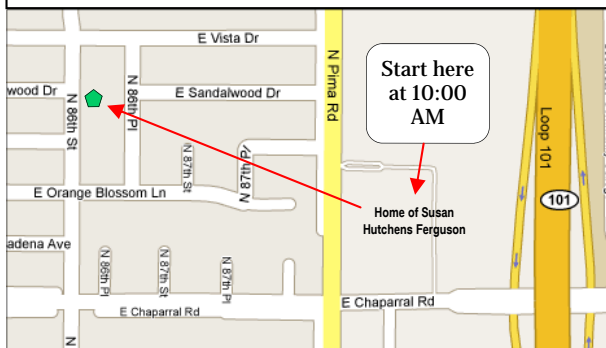 E Vista Dr
wood Dr
E Sandalwood Dr
N 86th St
N 86th Pl
N Pima Rd
Start here
at 10:00
AM
Loop 101
101
N 87th St
N 87th Pl
E Orange Blossom Ln
Home of Susan
Hutchens Ferguson
adena Ave
N 86th Pl
N 87th St
N 87th Pl
E Chaparral Rd
E Chaparral Rd
N